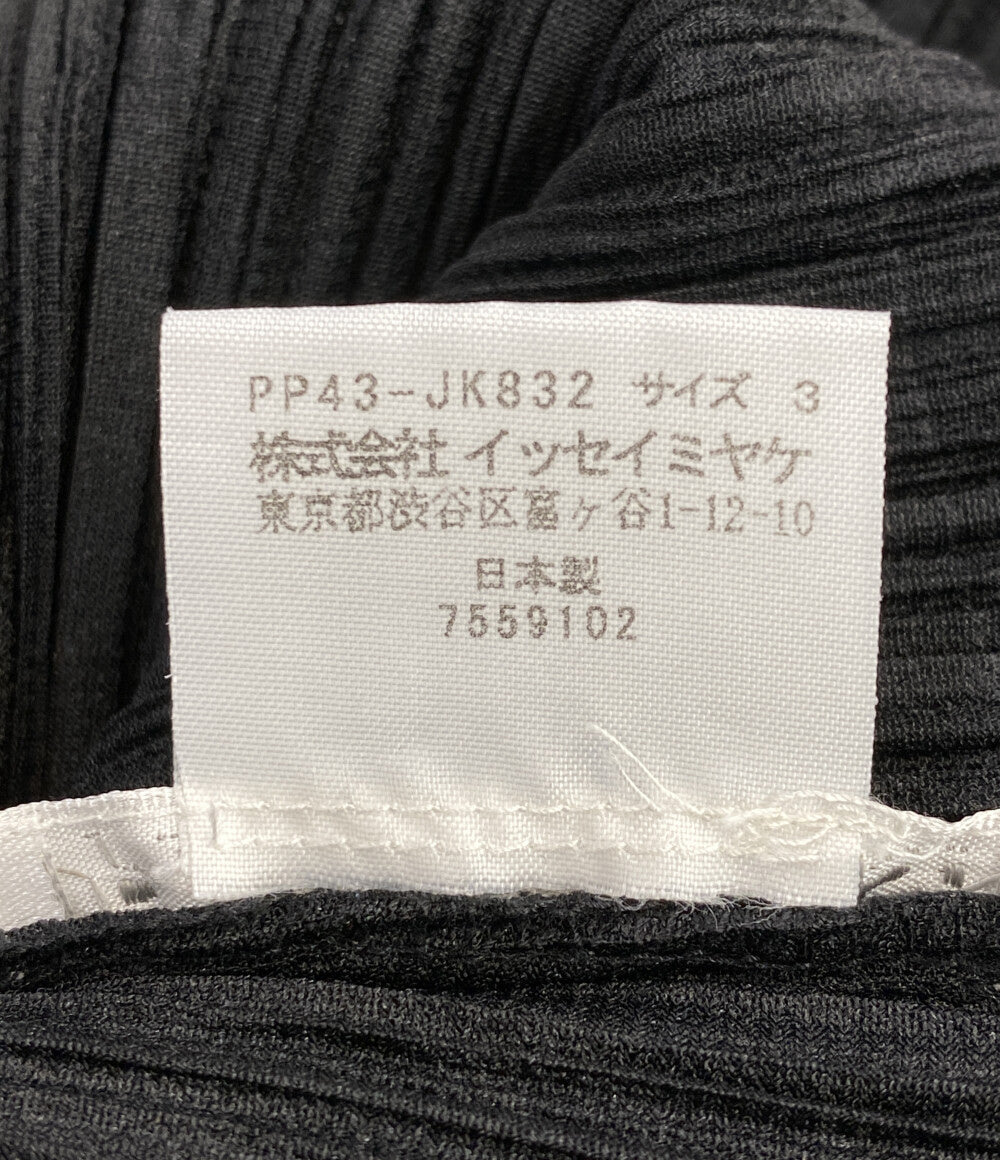 PP43-JK832 サイズ 3
株式会社 イッセイミヤケ
東京都渋谷区富ヶ谷1-12-10
日本製
7559102